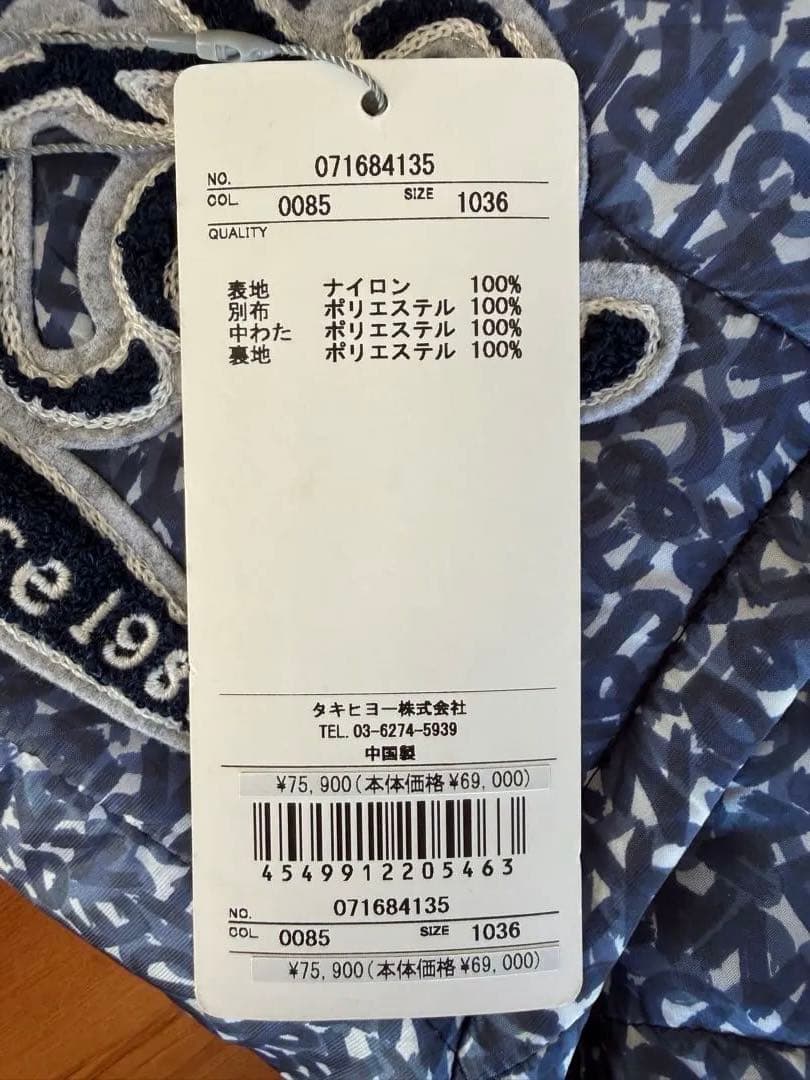 NO. 071684135
COL 0085 SIZE 1036
QUALITY
表地 ナイロン 100%
別布 ポリエステル 100%
中わた ポリエステル 100%
裏地 ポリエステル 100%
タキヒヨー株式会社
TEL.03-6274-5939
中国製
¥75,900(本体価格¥69,000)
4549912205463
NO. 071684135
COL 0085 SIZE 1036
¥75,900(本体価格¥69,000)